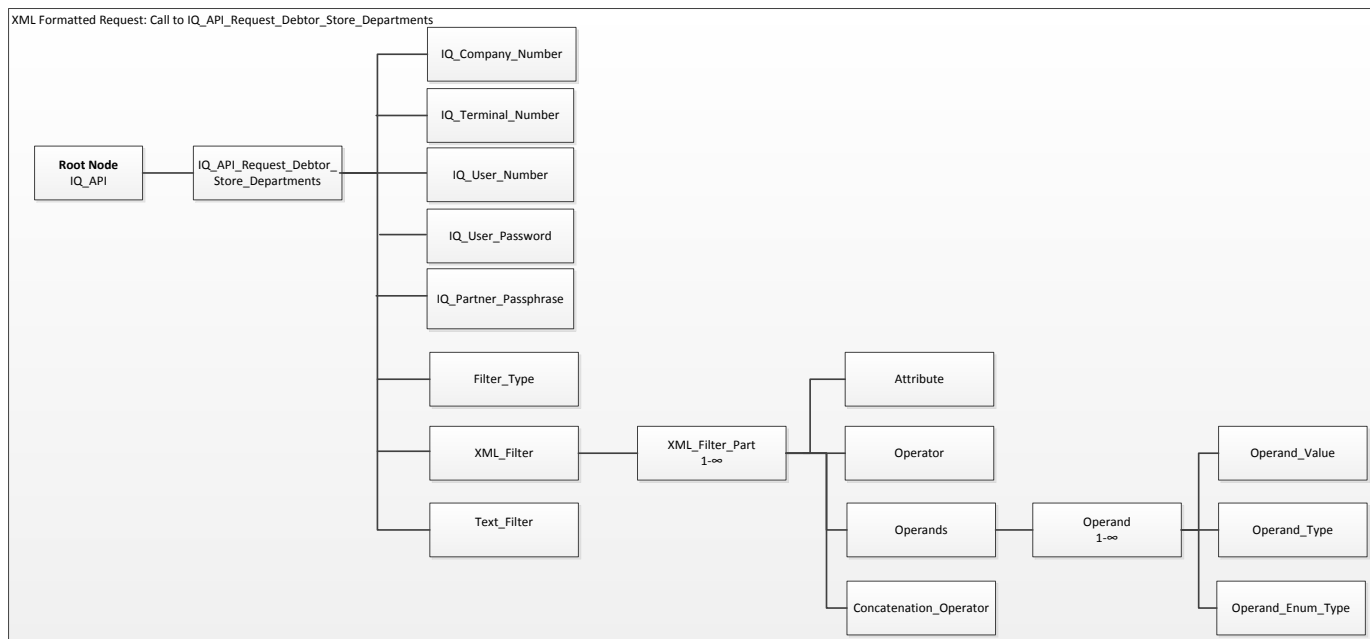 XML Formatted Request: Call to IQ_API_Request_Debtor_Store_Departments
Root Node
IQ_API
IQ_API_Request_Debtor_
Store_Departments
IQ_Company_Number
IQ_Terminal_Number
IQ_User_Number
IQ_User_Password
IQ_Partner_Passphrase
Filter_Type
XML_Filter
Text_Filter
XML_Filter_Part
1-∞
Attribute
Operator
Operands
Concatenation_Operator
Operand
1-∞
Operand_Value
Operand_Type
Operand_Enum_Type